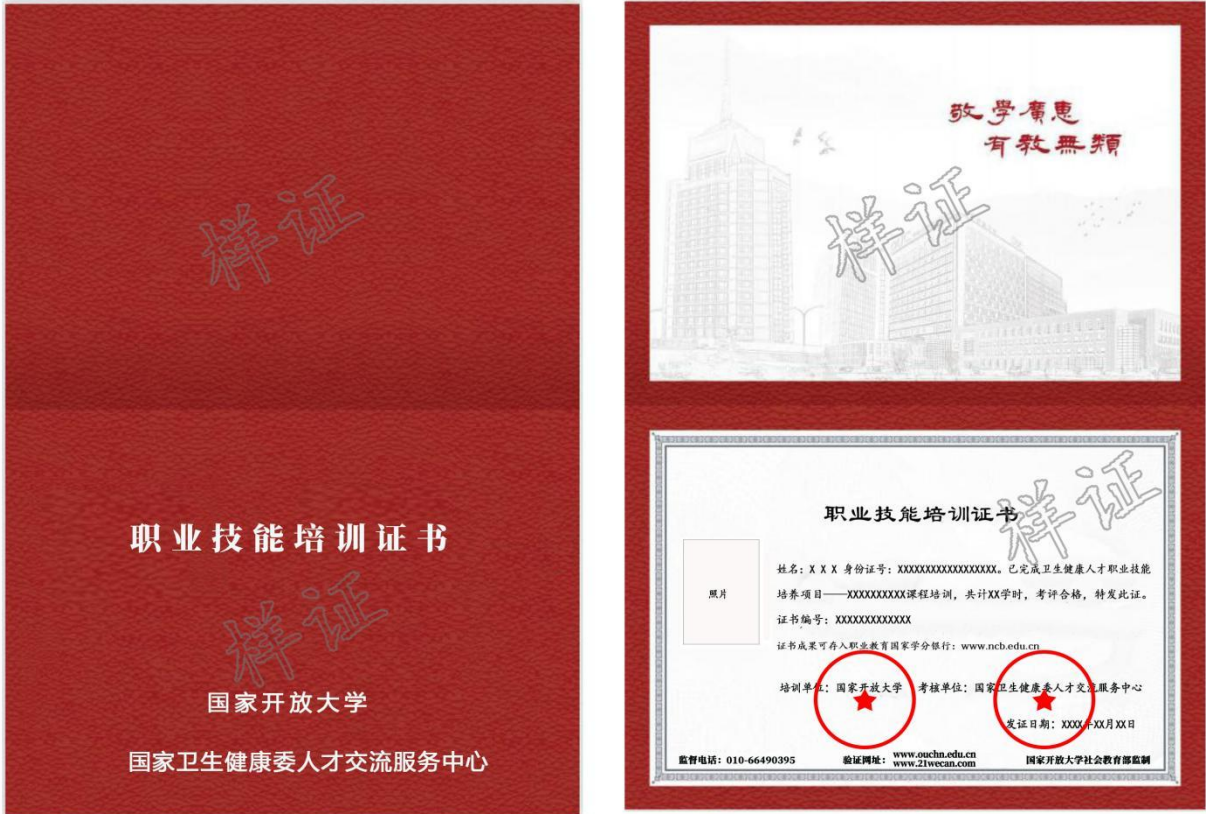 样证
职业技能培训证书
样证
国家开放大学
国家卫生健康委人才交流服务中心
敬学廣惠
有教無類
样证
样证
职业技能培训证书
照片
姓名：X X X 身份证号：XXXXXXXXXXXXXXXXXX。已完成卫生健康人才职业技能
培养项目——XXXXXXXXXX课程培训，共计XX学时，考评合格，特发此证。
证书编号：XXXXXXXXXXXXX
证书成果可存入职业教育国家学分银行：www.ncb.edu.cn
培训单位：国家开放大学 考核单位：国家卫生健康委人才交流服务中心
发证日期：XXXX年XX月XX日
监督电话：010-66490395 验证网址：www.ouchn.edu.cn
www.21wecan.com
国家开放大学社会教育部监制